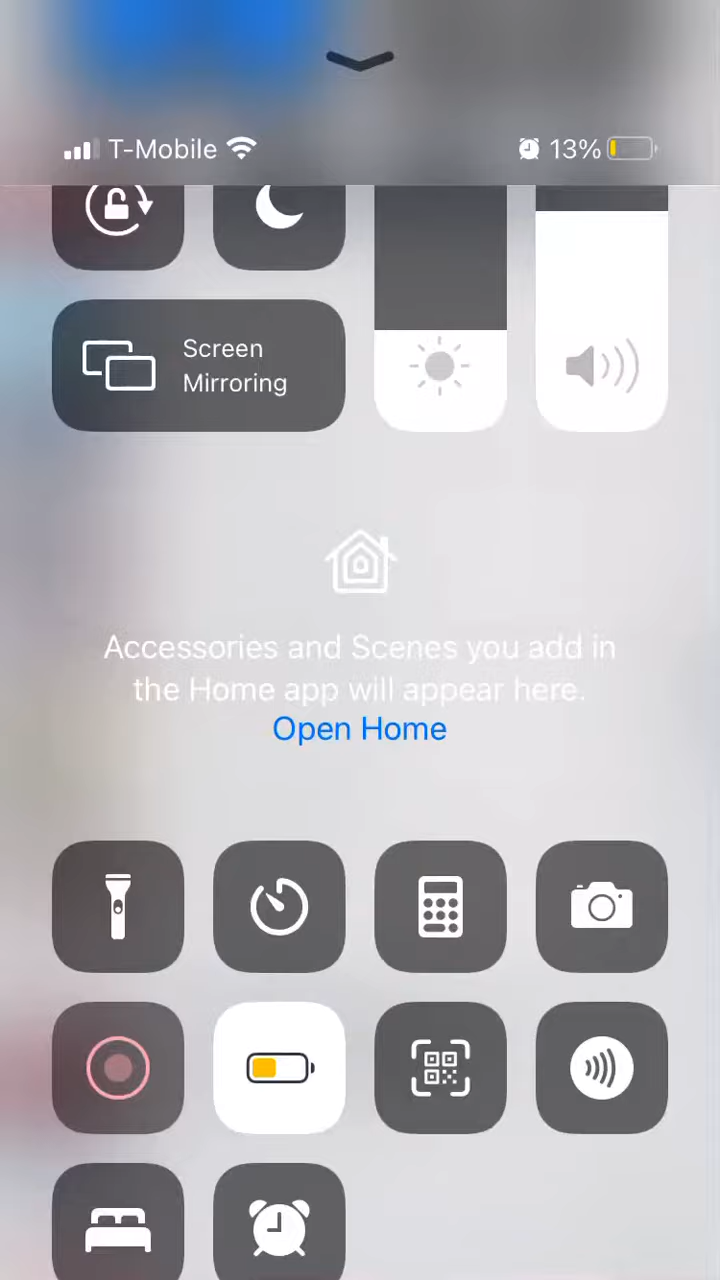 T-Mobile 13%
Screen
Mirroring
Accessories and Scenes you add in
the Home app will appear here.
Open Home